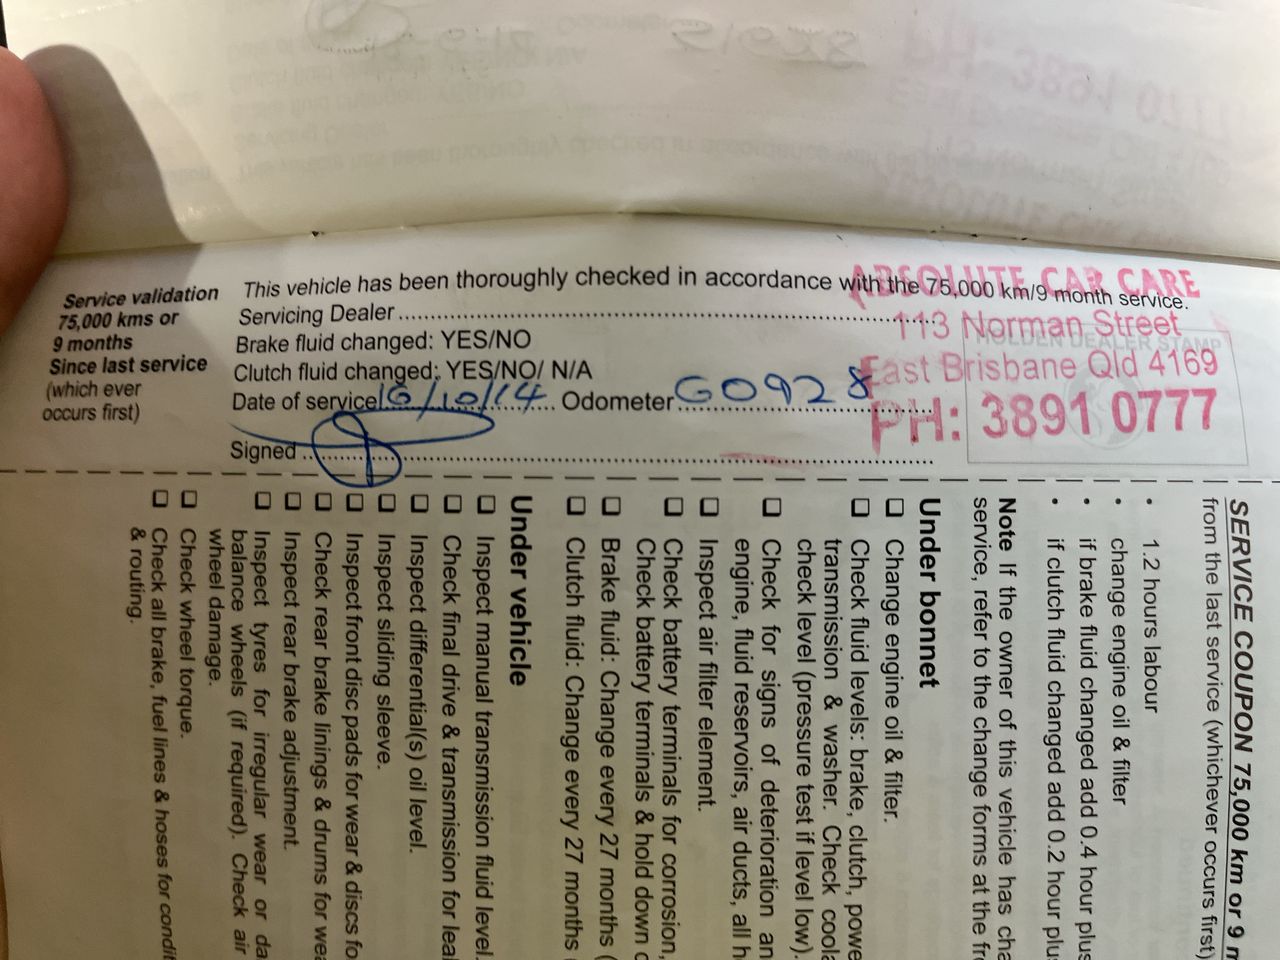 Service validation
75,000 kms or
9 months
Since last service
(which ever
occurs first)
This vehicle has been thoroughly checked in accordance with the 75,000 km/9 month service.
Servicing Dealer
Brake fluid changed: YES/NO
Clutch fluid changed: YES/NO/ N/A
Date of service 16/10/14 Odometer 60928
Signed
ABSOLUTE CAR CARE
113 Norman Street
East Brisbane Qld 4169
PH: 3891 0777
HOLDEN DEALER STAMP
SERVICE COUPON 75,000 km or 9
from the last service (whichever occurs first)
• 1.2 hours labour
• change engine oil & filter
• if brake fluid changed add 0.4 hour plus
• if clutch fluid changed add 0.2 hour plus
Note If the owner of this vehicle has
service, refer to the change forms at the
Under bonnet
❏ Change engine oil & filter.
❏ Check fluid levels: brake, clutch,
transmission & washer. Check
check level (pressure test if level low).
❏ Check for signs of deterioration
engine, fluid reservoirs, air ducts, all
❏ Inspect air filter element.
❏ Check battery terminals for corrosion,
Check battery terminals & hold down
❏ Brake fluid: Change every 27 months
❏ Clutch fluid: Change every 27 months
Under vehicle
❏ Inspect manual transmission fluid level.
❏ Check final drive & transmission for
❏ Inspect differential(s) oil level.
❏ Inspect sliding sleeve.
❏ Inspect front disc pads for wear & discs
❏ Check rear brake linings & drums for
❏ Inspect rear brake adjustment.
❏ Inspect tyres for irregular wear or
balance wheels (if required). Check air
wheel damage.
❏ Check wheel torque.
❏ Check all brake, fuel lines & hoses for
& routing.